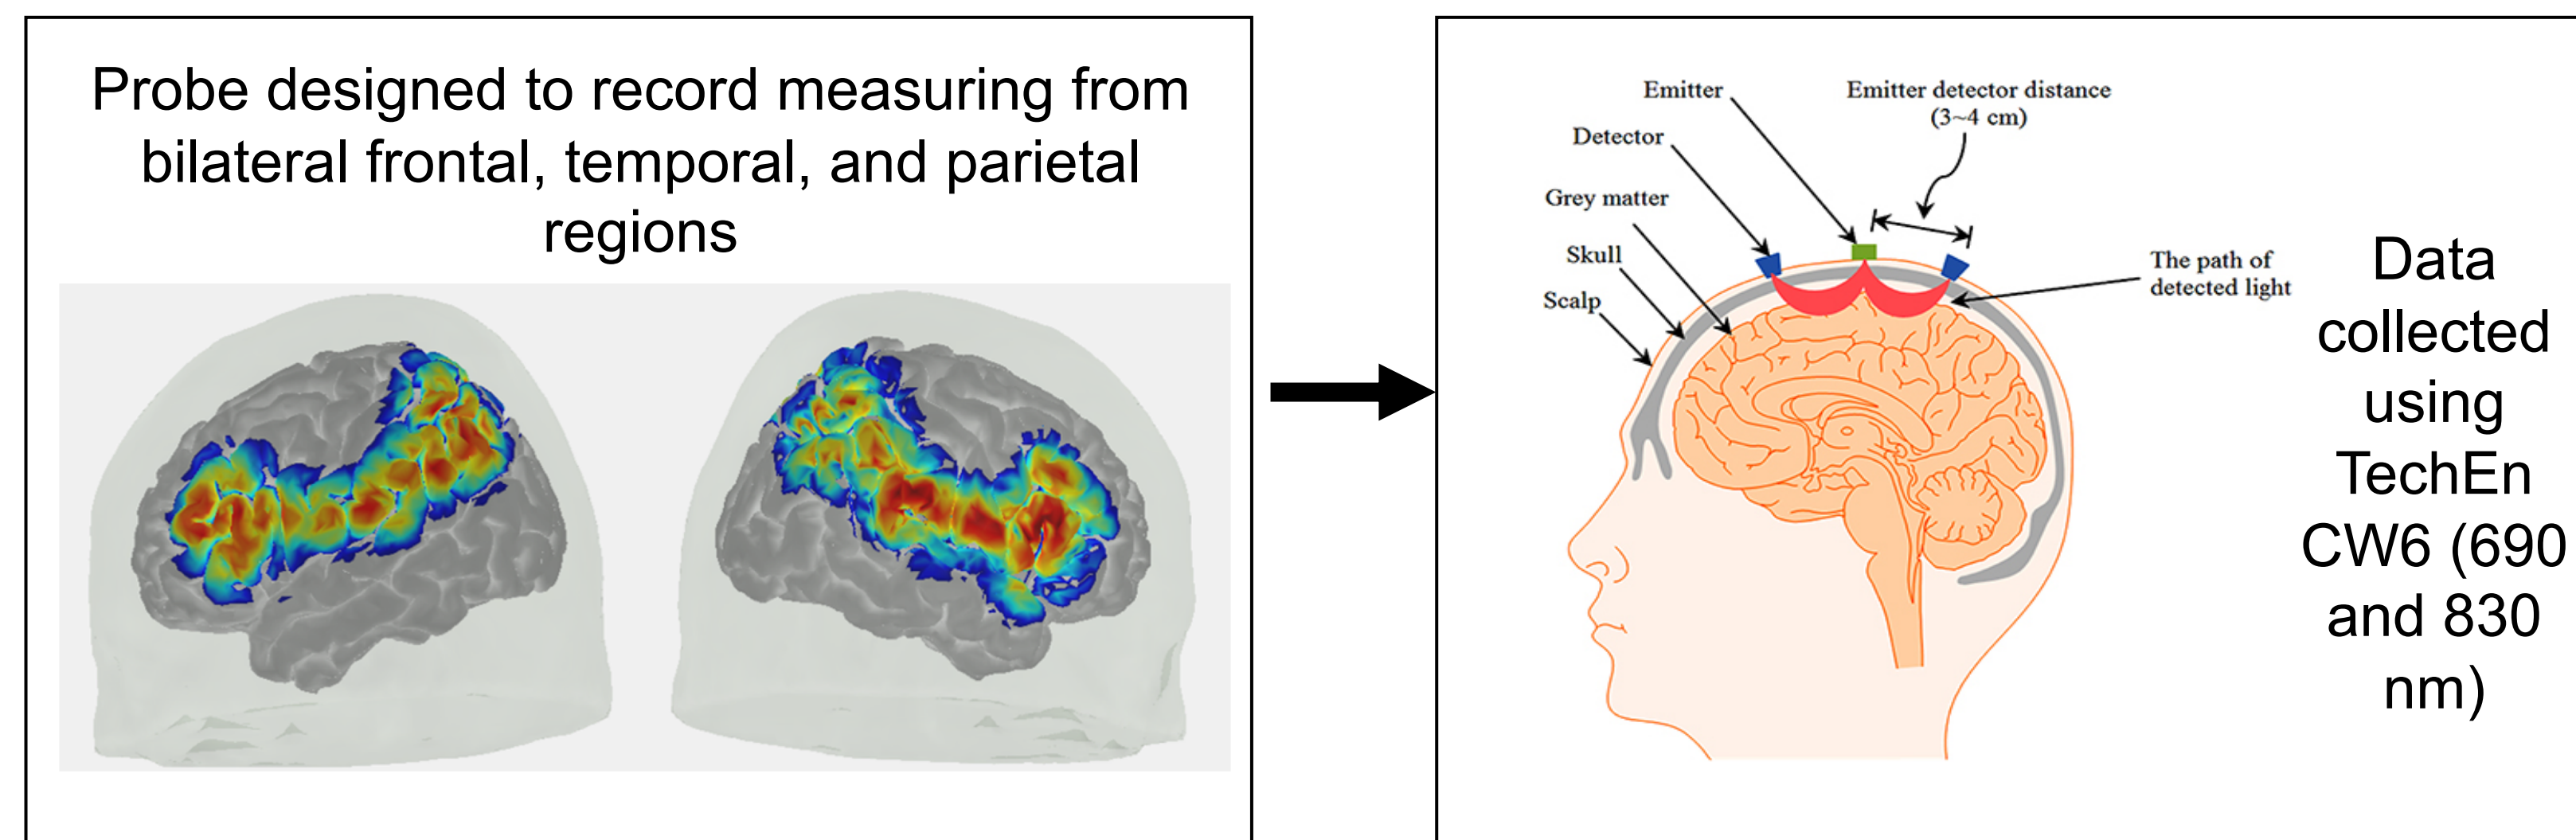 Probe designed to record measuring from
bilateral frontal, temporal, and parietal
regions
Emitter
Emitter detector distance
(3~4 cm)
Detector
Grey matter
Skull
Scalp
The path of
detected light
Data
collected
using
TechEn
CW6 (690
and 830
nm)